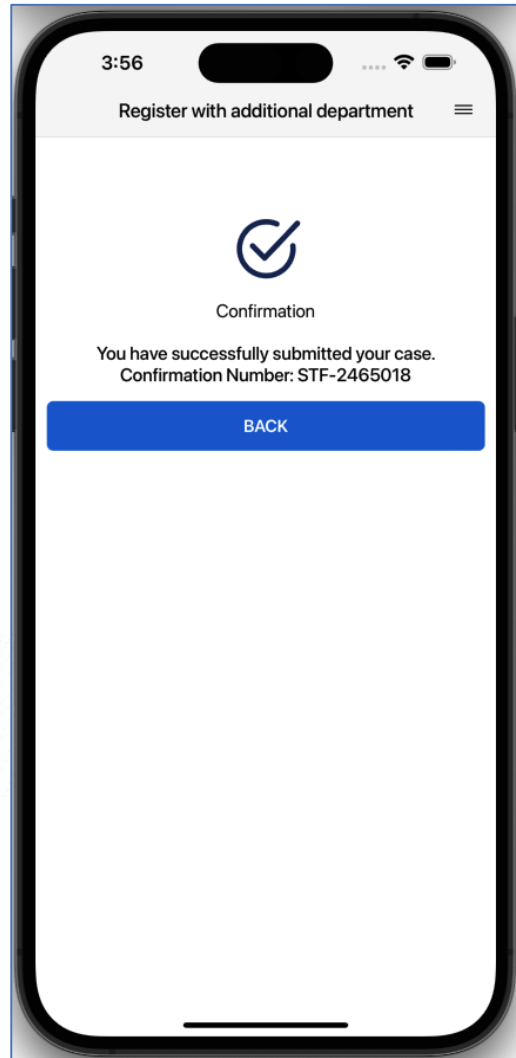 3:56
Register with additional department
Confirmation
You have successfully submitted your case.
Confirmation Number: STF-2465018
BACK